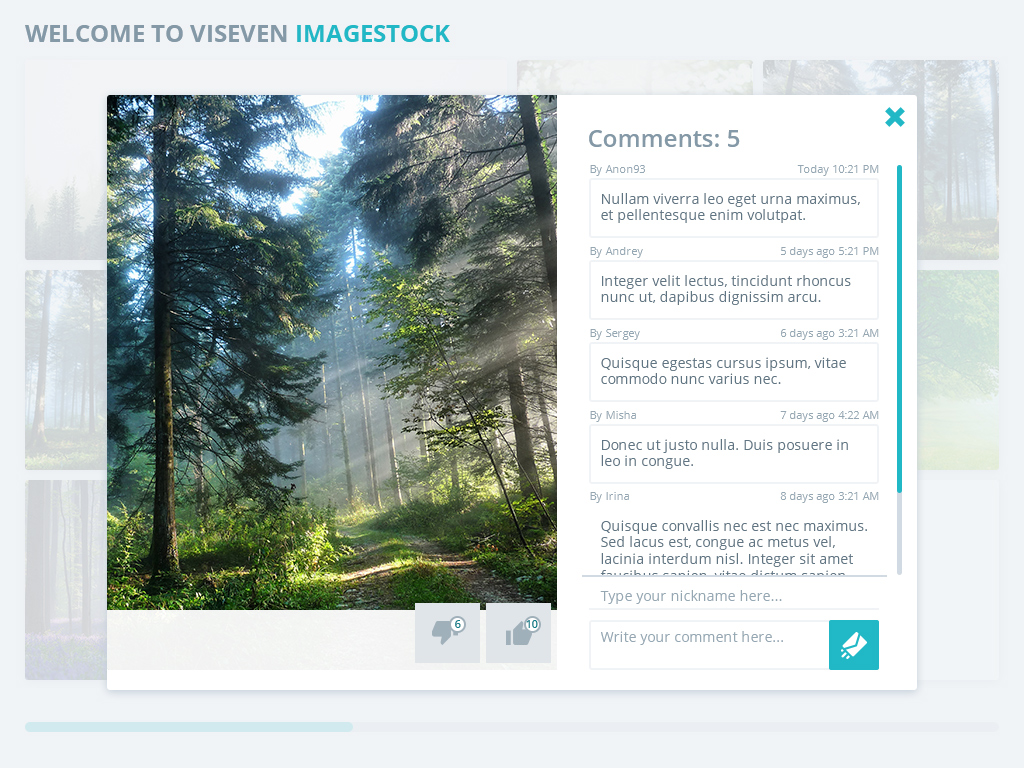 WELCOME TO VISEVEN IMAGESTOCK
Comments: 5
By Anon93 Today 10:21 PM
Nullam viverra leo eget urna maximus,
et pellentesque enim volutpat.
By Andrey 5 days ago 5:21 PM
Integer velit lectus, tincidunt rhoncus
nunc ut, dapibus dignissim arcu.
By Sergey 6 days ago 3:21 AM
Quisque egestas cursus ipsum, vitae
commodo nunc varius nec.
By Misha 7 days ago 4:22 AM
Donec ut justo nulla. Duis posuere in
leo in congue.
By Irina 8 days ago 3:21 AM
Quisque convallis nec est nec maximus.
Sed lacus est, congue ac metus vel,
lacinia interdum nisl. Integer sit amet
faucibus sapien, vitae dictum sapien
Type your nickname here...
Write your comment here...
6
10